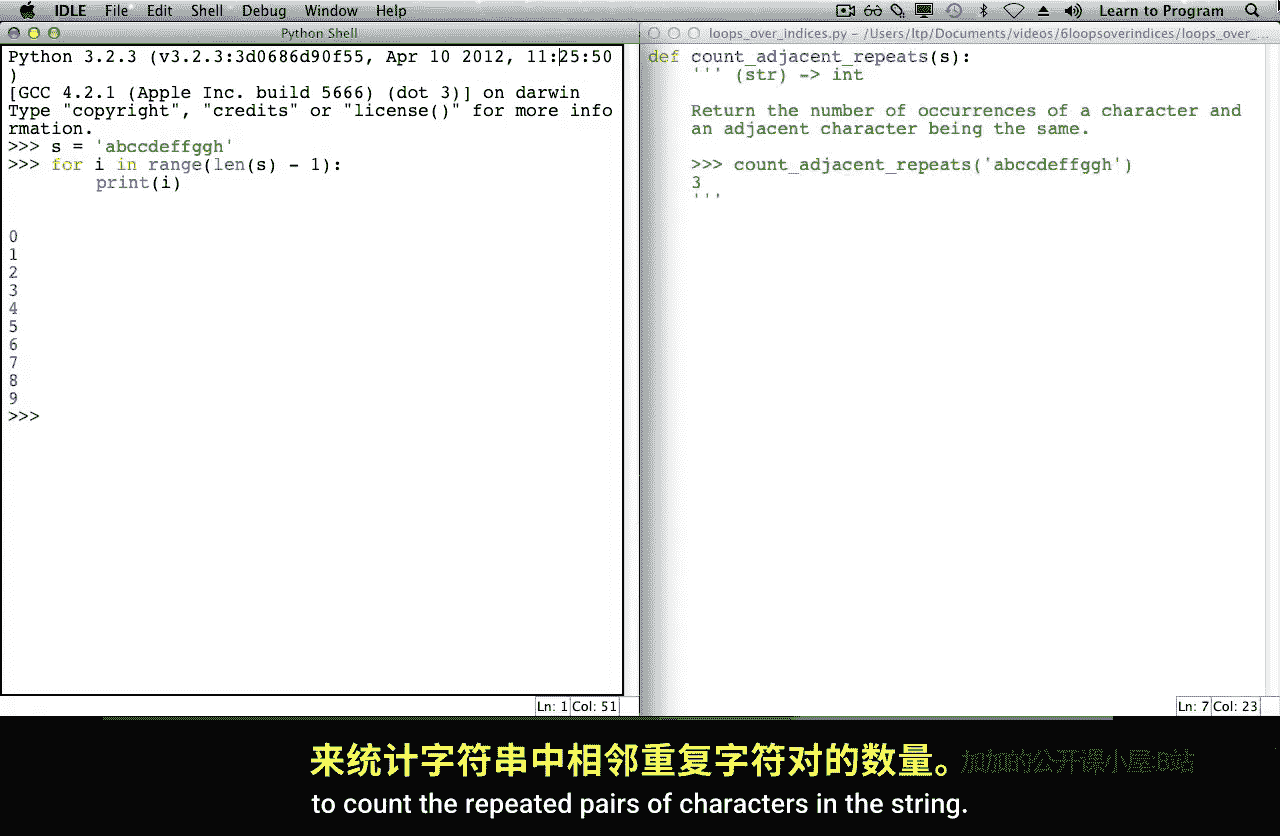 IDLE File Edit Shell Debug Window Help Learn to Program
Python Shell
Python 3.2.3 (v3.2.3:3d0686d90f55, Apr 10 2012, 11:25:50
)
[GCC 4.2.1 (Apple Inc. build 5666) (dot 3)] on darwin
Type "copyright", "credits" or "license()" for more info
rmation.
>>> s = 'abccdeffggh'
>>> for i in range(len(s) - 1):
        print(i)
0
1
2
3
4
5
6
7
8
9
>>>
Ln: 1 Col: 51
loops_over_indices.py - /Users/ltp/Documents/videos/6loopsoverindices/loops_over_...
def count_adjacent_repeats(s):
    ''' (str) -> int
    Return the number of occurrences of a character and
    an adjacent character being the same.
    >>> count_adjacent_repeats('abccdeffggh')
    3
    '''
Ln: 7 Col: 23
来统计字符串中相邻重复字符对的数量。
加加的公开课小屋:B站
to count the repeated pairs of characters in the string.